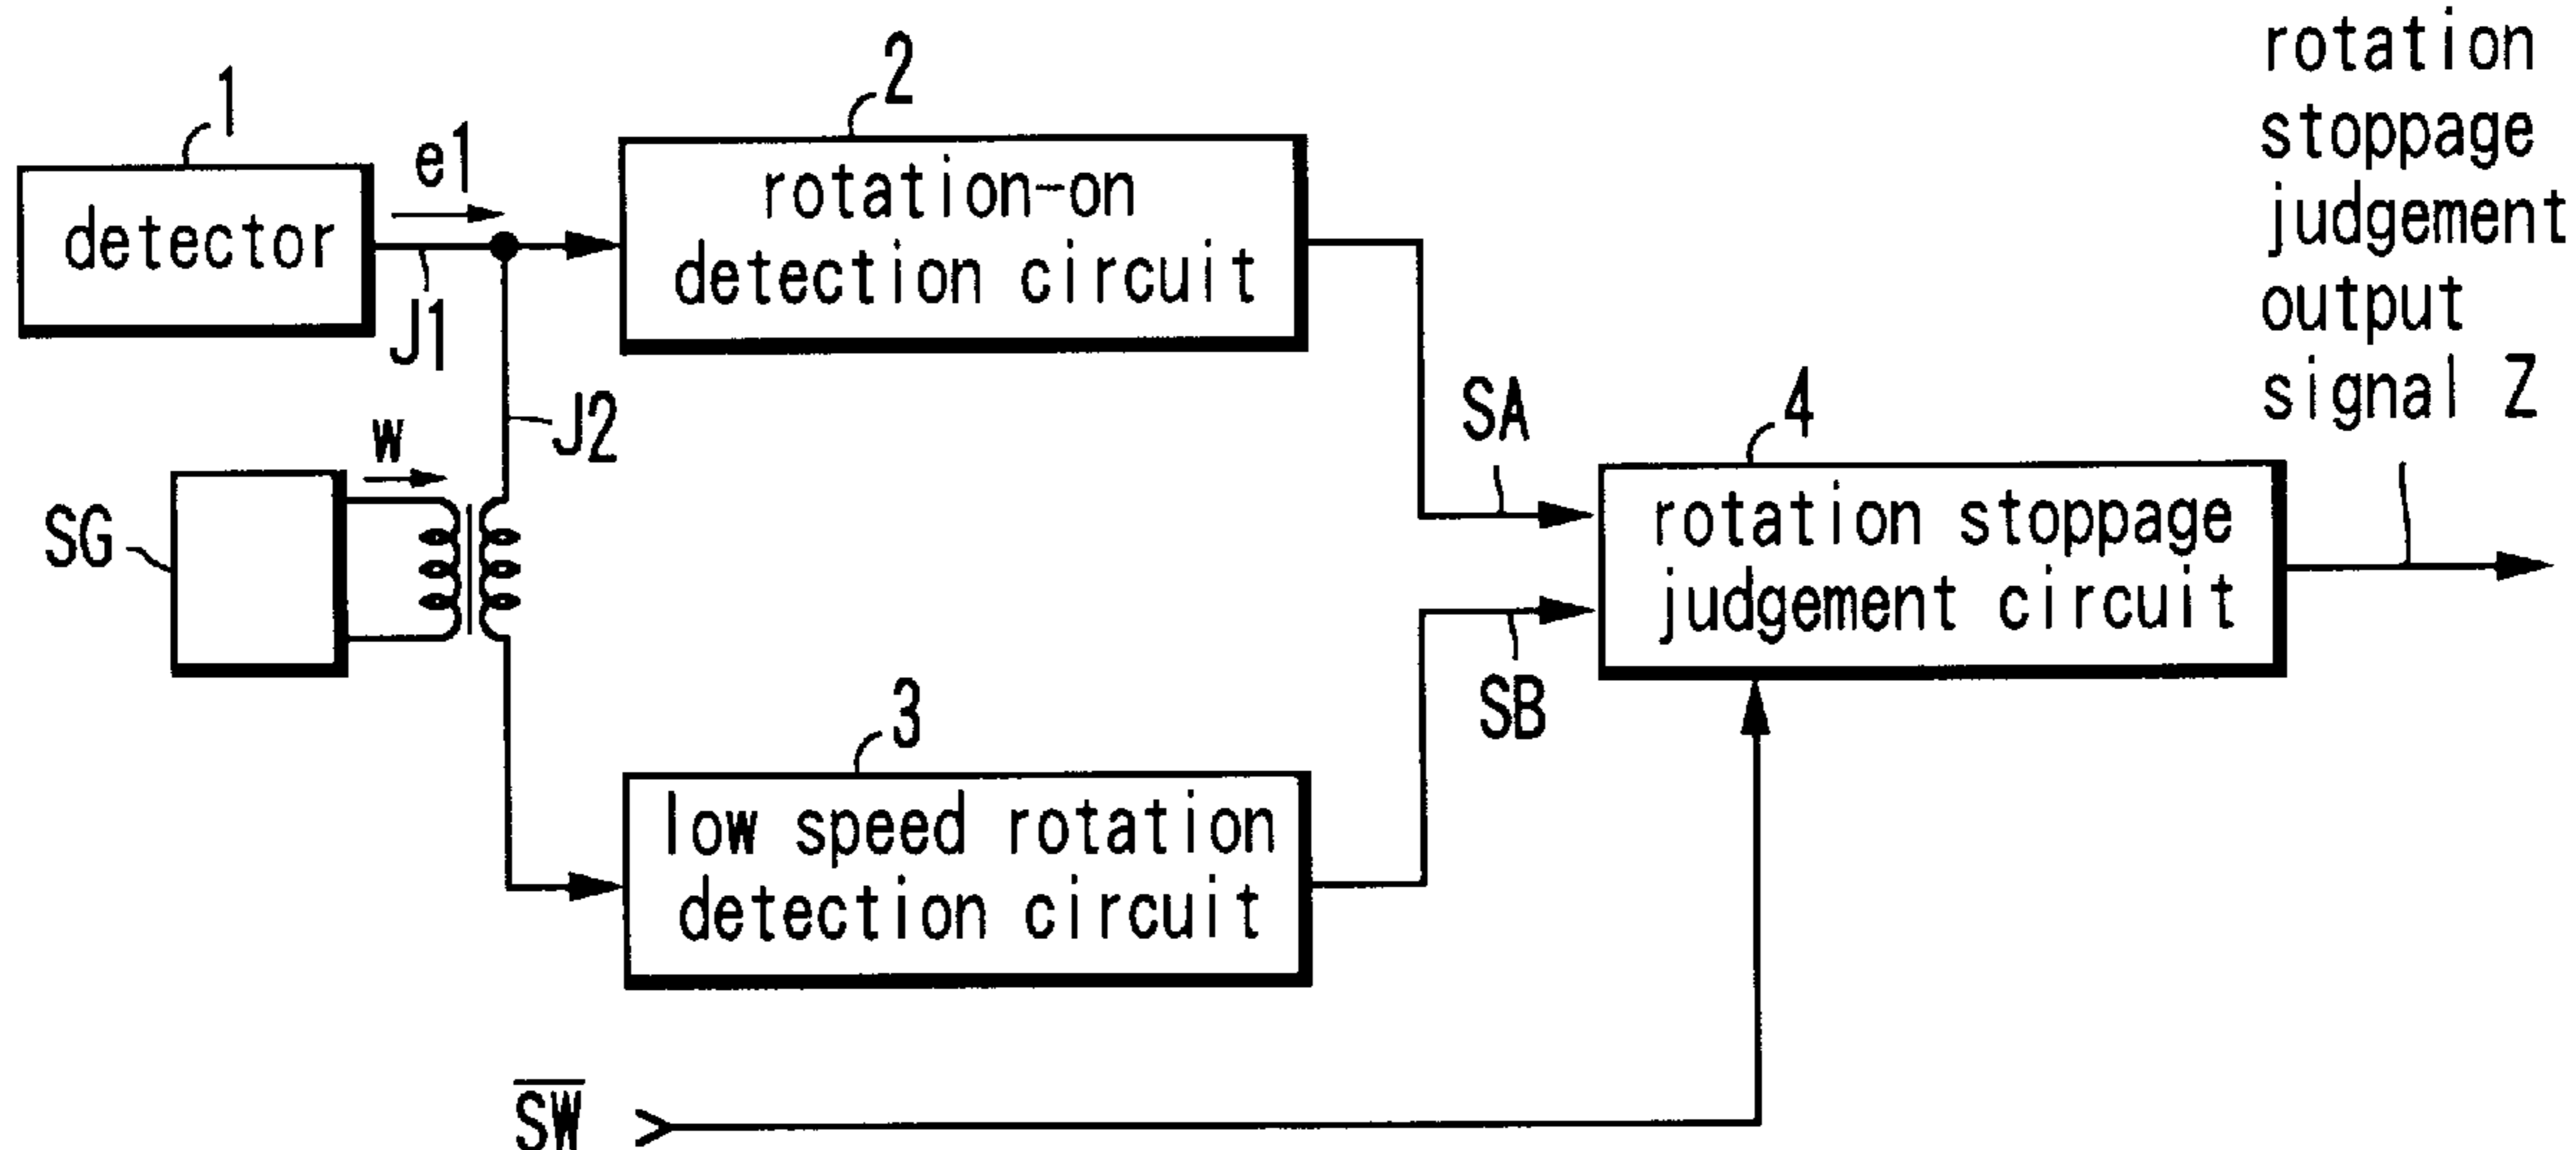 1
detector
e1
J1
2
rotation-on
detection circuit
J2
w
SG
3
low speed rotation
detection circuit
SA
SB
4
rotation stoppage
judgement circuit
rotation
stoppage
judgement
output
signal Z
S̅W̅